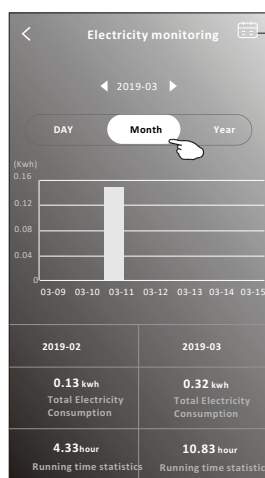 Electricity monitoring
2019-03
DAY Month Year
(Kwh)
0.16
0.12
0.08
0.04
0
03-09 03-10 03-11 03-12 03-13 03-14 03-15
2019-02 2019-03
0.13 kwh 0.32 kwh
Total Electricity Total Electricity
Consumption Consumption
4.33hour 10.83 hour
Running time statistics Running time statistic